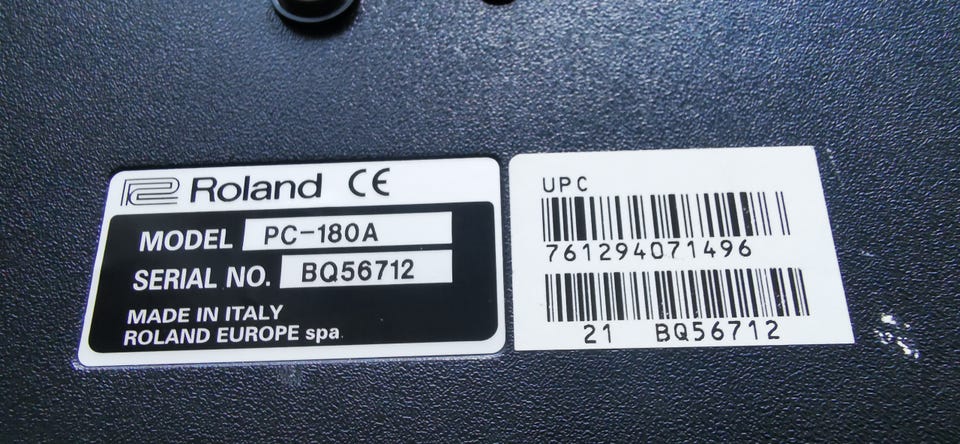 Roland CE
MODEL PC-180A
SERIAL NO. BQ56712
MADE IN ITALY
ROLAND EUROPE spa
UPC
761294071496
21 BQ56712